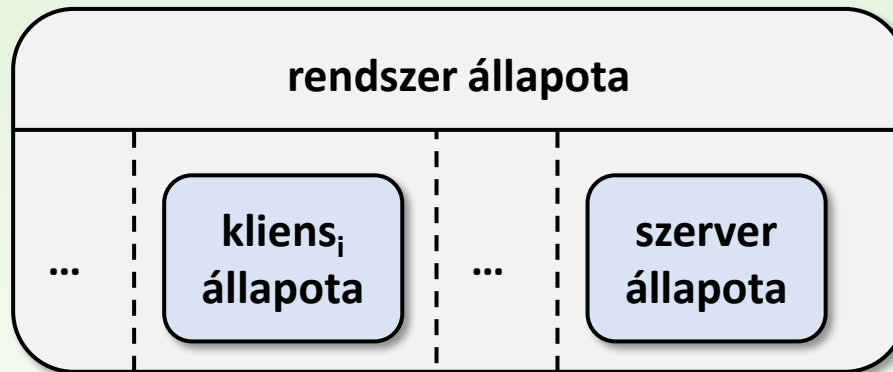 rendszer állapota
...
kliensᵢ
állapota
...
szerver
állapota